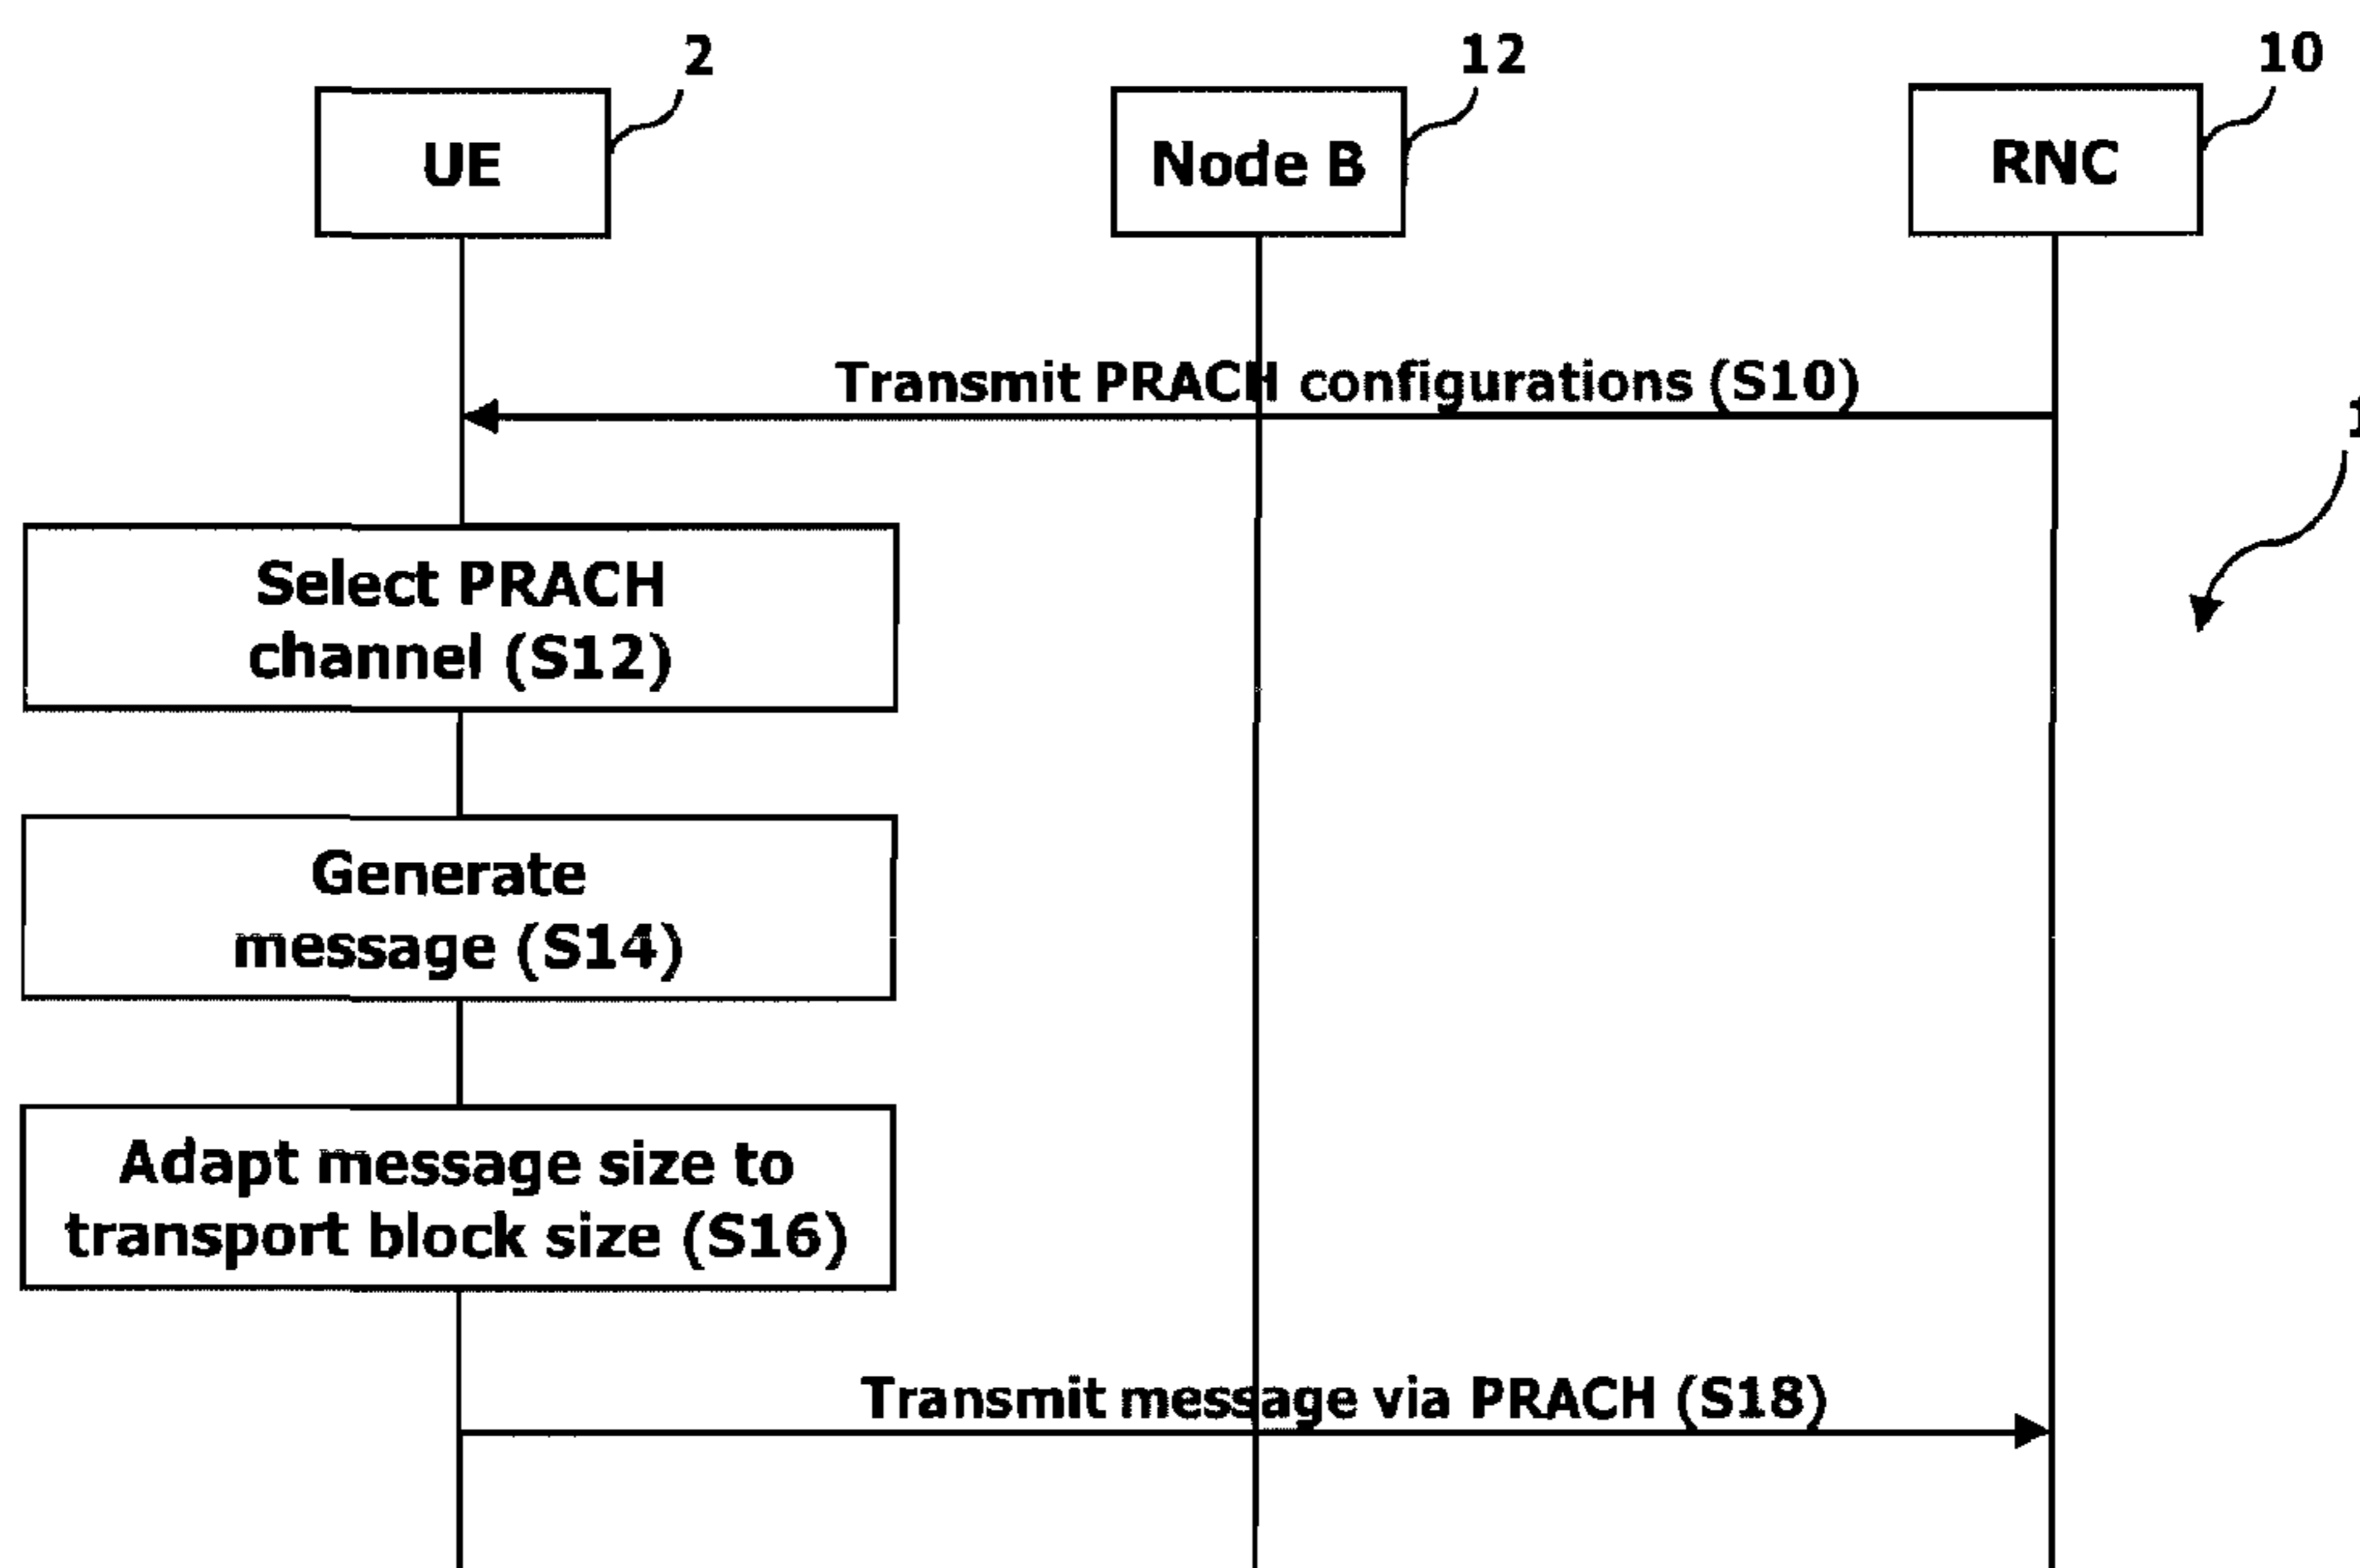 2
12
10
UE
Node B
RNC
Transmit PRACH configurations (S10)
Select PRACH
channel (S12)
Generate
message (S14)
Adapt message size to
transport block size (S16)
Transmit message via PRACH (S18)